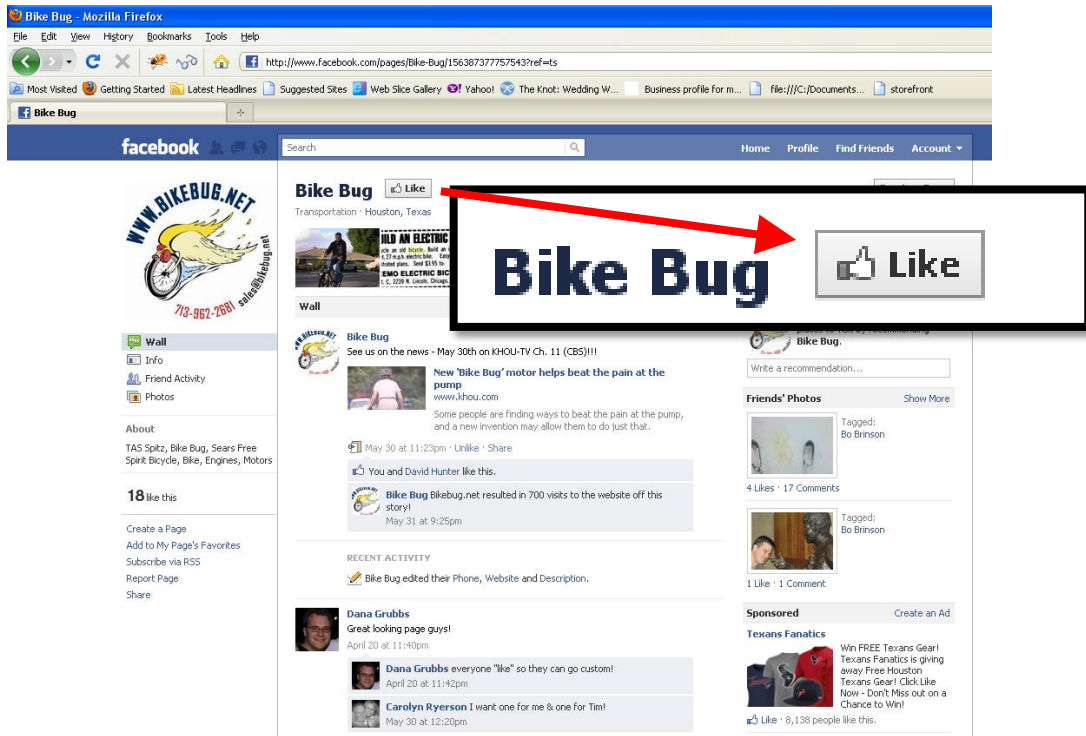 Bike Bug - Mozilla Firefox
File Edit View History Bookmarks Tools Help
http://www.facebook.com/pages/Bike-Bug/156387377757543?ref=ts
Most Visited Getting Started Latest Headlines Suggested Sites Web Slice Gallery Yahoo! The Knot: Wedding W... Business profile for m... file:///C:/Documents... storefront
Bike Bug
facebook Search Home Profile Find Friends Account
WWW.BIKEBUG.NET
713-962-2681 sales@bikebug.net
Bike Bug Like
Transportation · Houston, Texas
ILD AN ELECTRIC
Bike Bug Like
Wall
Bike Bug
See us on the news - May 30th on KHOU-TV Ch. 11 (CBS)!!!
New 'Bike Bug' motor helps beat the pain at the
pump
www.khou.com
Some people are finding ways to beat the pain at the pump,
and a new invention may allow them to do just that.
May 30 at 11:23pm · Unlike · Share
You and David Hunter like this.
Bike Bug Bikebug.net resulted in 700 visits to the website off this
story!
May 31 at 9:25pm
RECENT ACTIVITY
Bike Bug edited their Phone, Website and Description.
Dana Grubbs
Great looking page guys!
April 20 at 11:40pm
Dana Grubbs everyone "like" so they can go custom!
April 20 at 11:42pm
Carolyn Ryerson I want one for me & one for Tim!
May 30 at 12:20pm
Wall
Info
Friend Activity
Photos
About
TAS Spitz, Bike Bug, Sears Free
Spirit Bicycle, Bike, Engines, Motors
18 like this
Create a Page
Add to My Page's Favorites
Subscribe via RSS
Report Page
Share
Bike Bug.
Write a recommendation...
Friends' Photos Show More
Tagged:
Bo Brinson
4 Likes · 17 Comments
Tagged:
Bo Brinson
1 Like · 1 Comment
Sponsored Create an Ad
Texans Fanatics
Win FREE Texans Gear!
Texans Fanatics is giving
away Free Houston
Texans Gear! Click Like
Now - Don't Miss out on a
Chance to Win!
Like · 8,138 people like this.